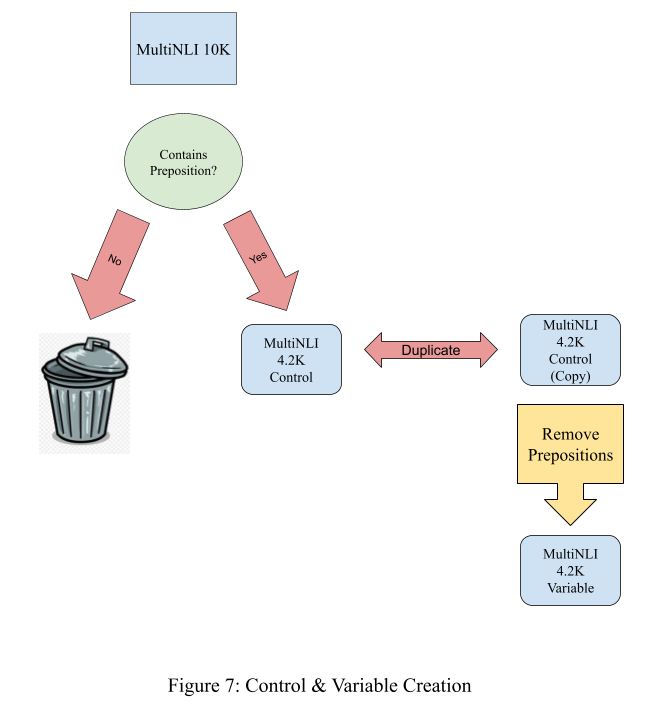 MultiNLI 10K
Contains
Preposition?
No
Yes
MultiNLI
4.2K
Control
Duplicate
MultiNLI
4.2K
Control
(Copy)
Remove
Prepositions
MultiNLI
4.2K
Variable
Figure 7: Control & Variable Creation